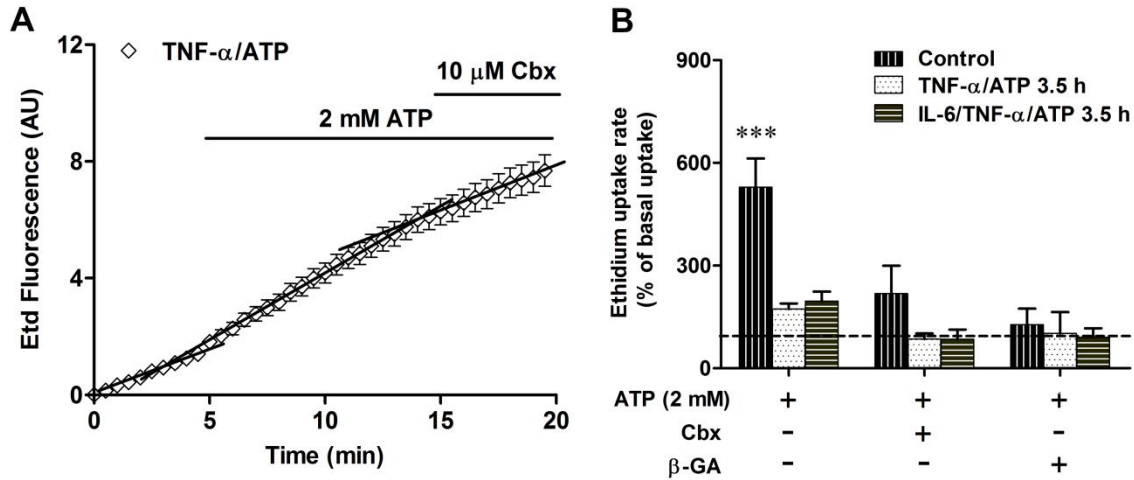 A
12
TNF-α/ATP
10 μM Cbx
2 mM ATP
8
4
0
Etd Fluorescence (AU)
0 5 10 15 20
Time (min)
B
Control
TNF-α/ATP 3.5 h
IL-6/TNF-α/ATP 3.5 h
900
***
600
300
0
Ethidium uptake rate
(% of basal uptake)
ATP (2 mM) + + +
Cbx - + -
β-GA - - +